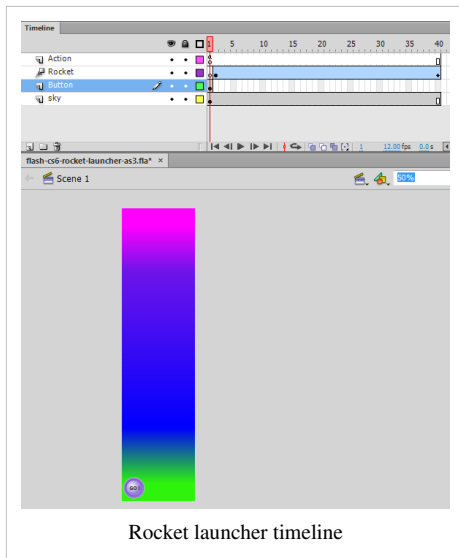 Timeline
1 5 10 15 20 25 30 35 40
Action
Rocket
Button
sky
1 12.00 fps 0.0 s
flash-cs6-rocket-launcher-as3.fla* ×
Scene 1 50%
GO!
Rocket launcher timeline